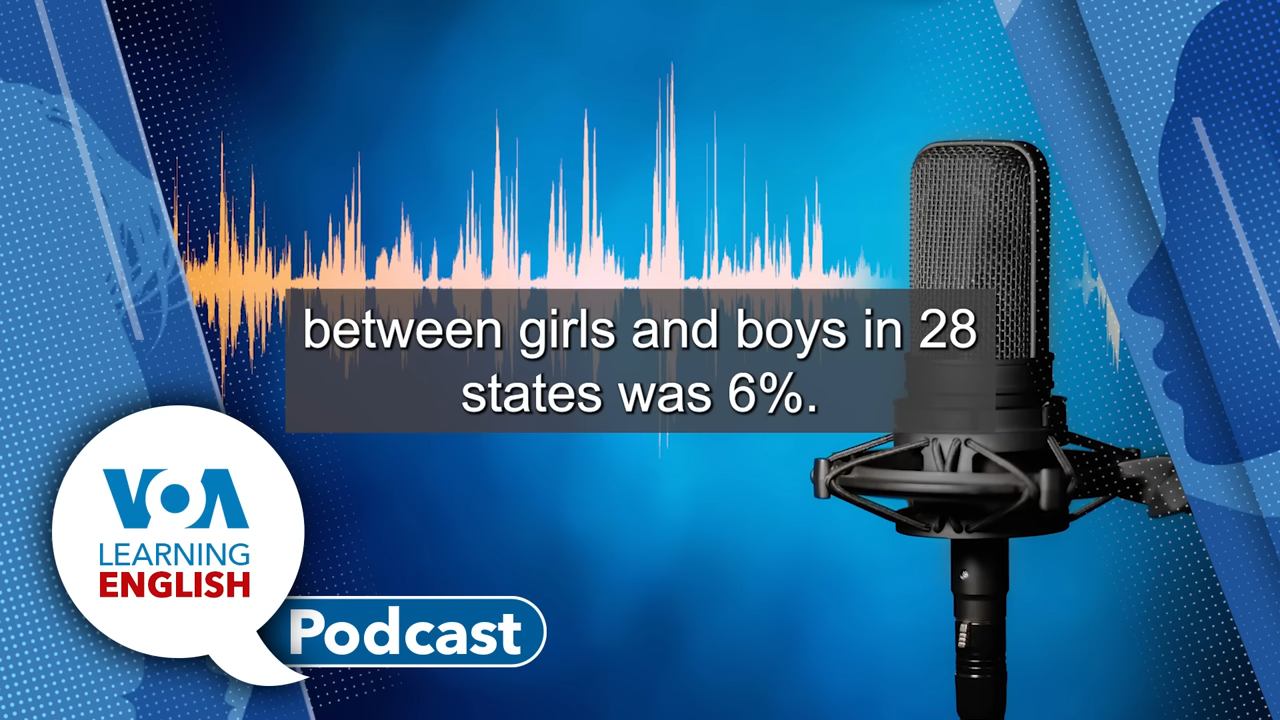 between girls and boys in 28
states was 6%.
VOA
LEARNING
ENGLISH
Podcast